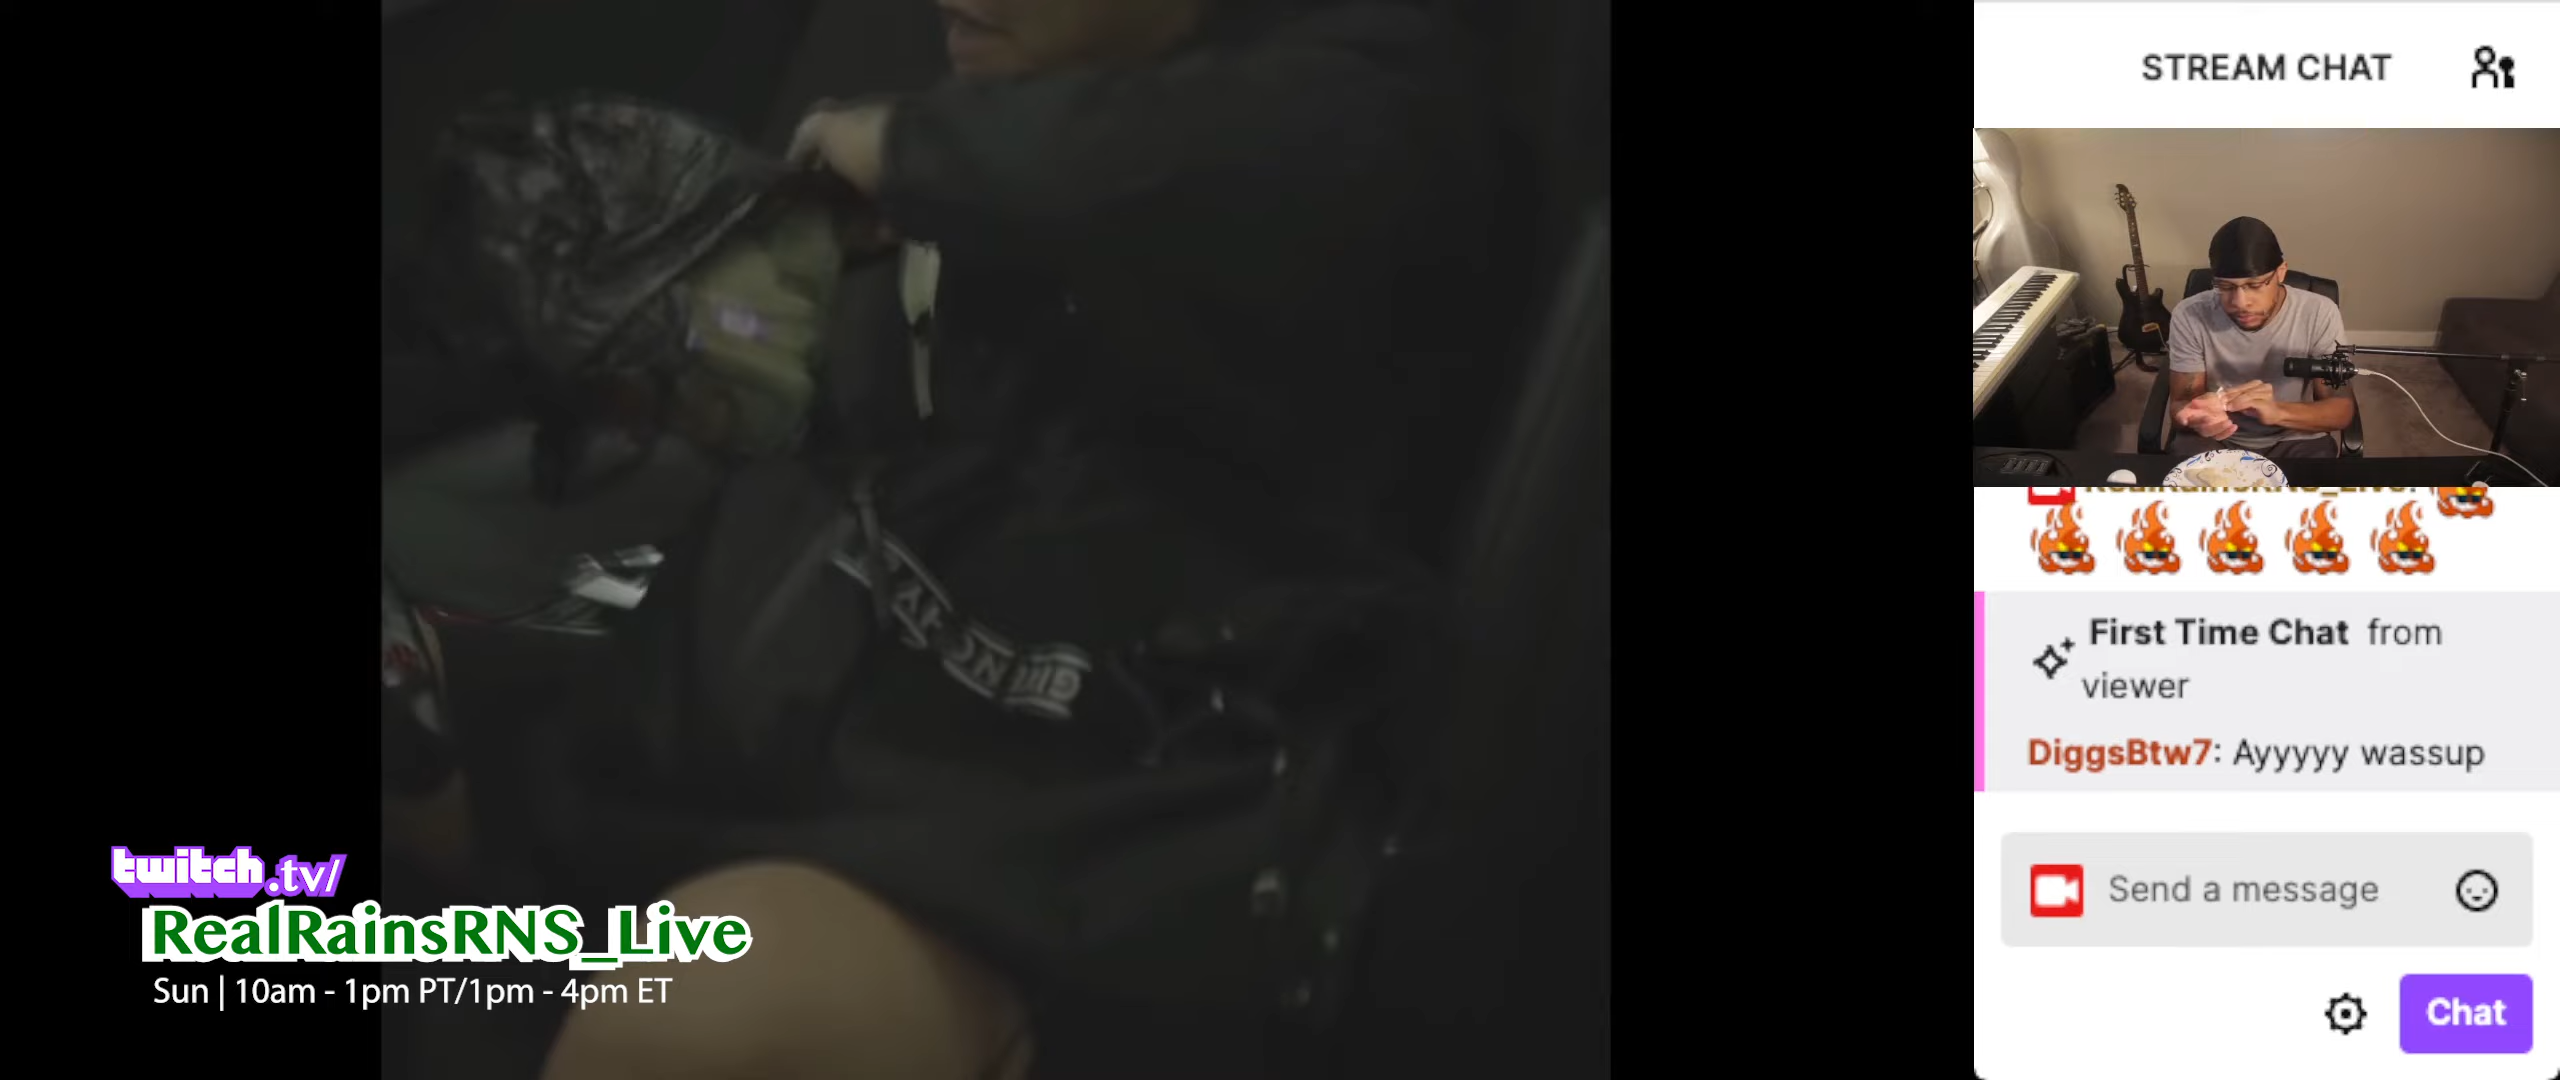 STREAM CHAT
First Time Chat from
viewer
DiggsBtw7: Ayyyyy wassup
Send a message
Chat
twitch.tv/
RealRainsRNS_Live
Sun | 10am - 1pm PT/1pm - 4pm ET